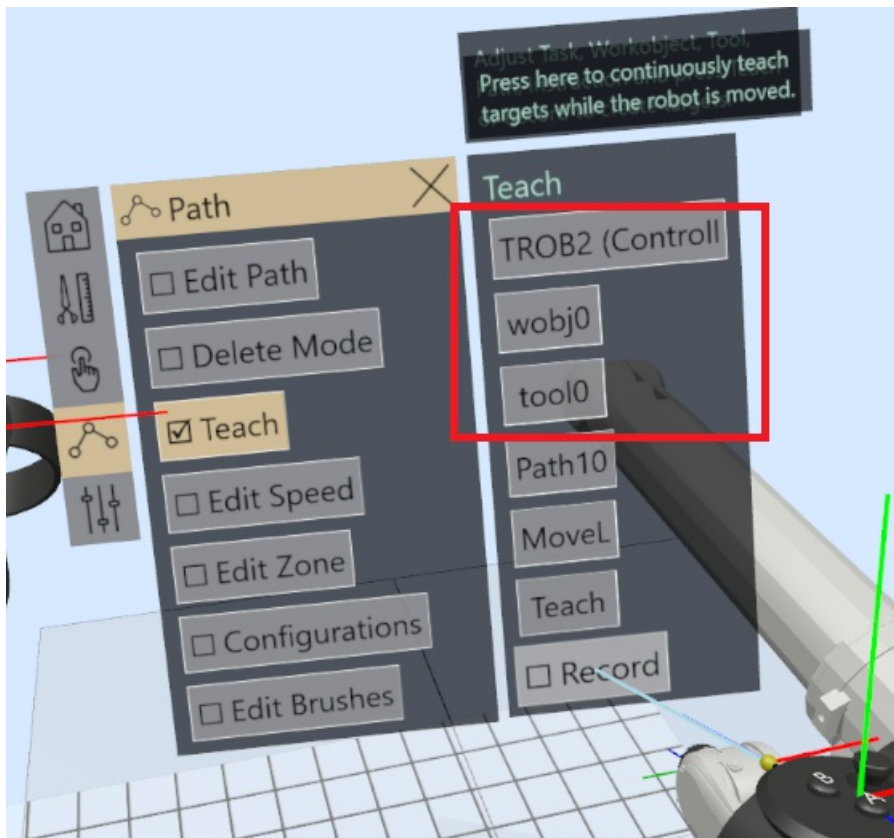 Adjust Task, Workobject, Tool,
Press here to continuously teach
targets while the robot is moved.
Path
Edit Path
Delete Mode
Teach
Edit Speed
Edit Zone
Configurations
Edit Brushes
Teach
TROB2 (Controll
wobj0
tool0
Path10
MoveL
Teach
Record
B
A